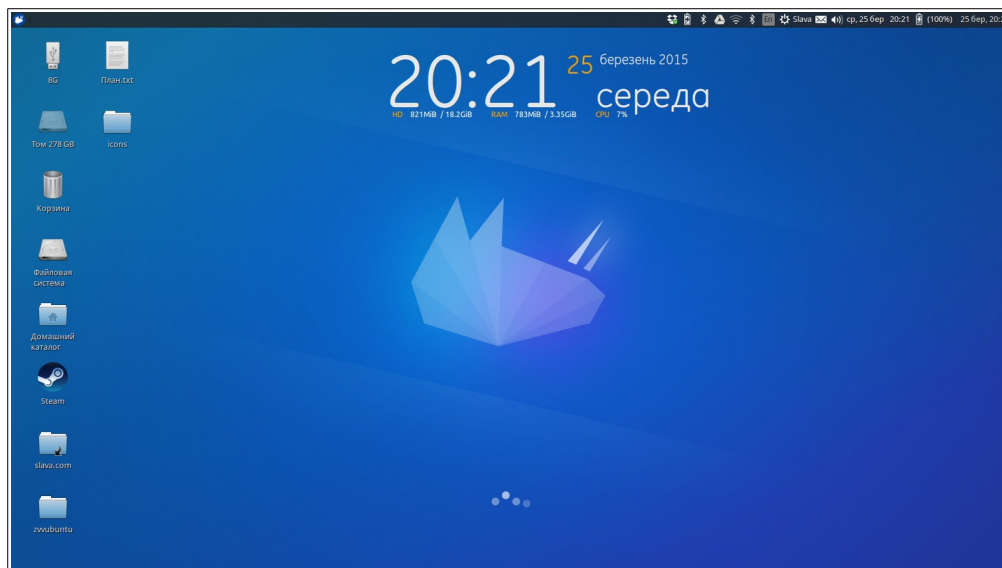 En Slava ср, 25 бер 20:21 (100%) 25 бер, 20:
20:21 25 березень 2015
середа
HD 821MiB / 18.2GiB RAM 783MiB / 3.35GiB CPU 7%
8G
План.txt
Том 278 GB
icons
Корзина
Файловая
система
Домашний
каталог
Steam
slava.com
zvvubuntu